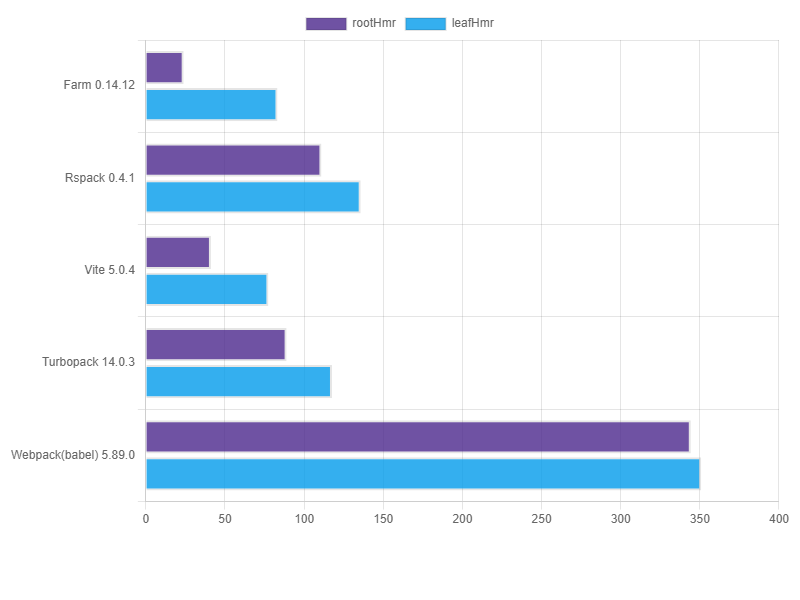 rootHmr leafHmr
Farm 0.14.12
Rspack 0.4.1
Vite 5.0.4
Turbopack 14.0.3
Webpack(babel) 5.89.0
0 50 100 150 200 250 300 350 400